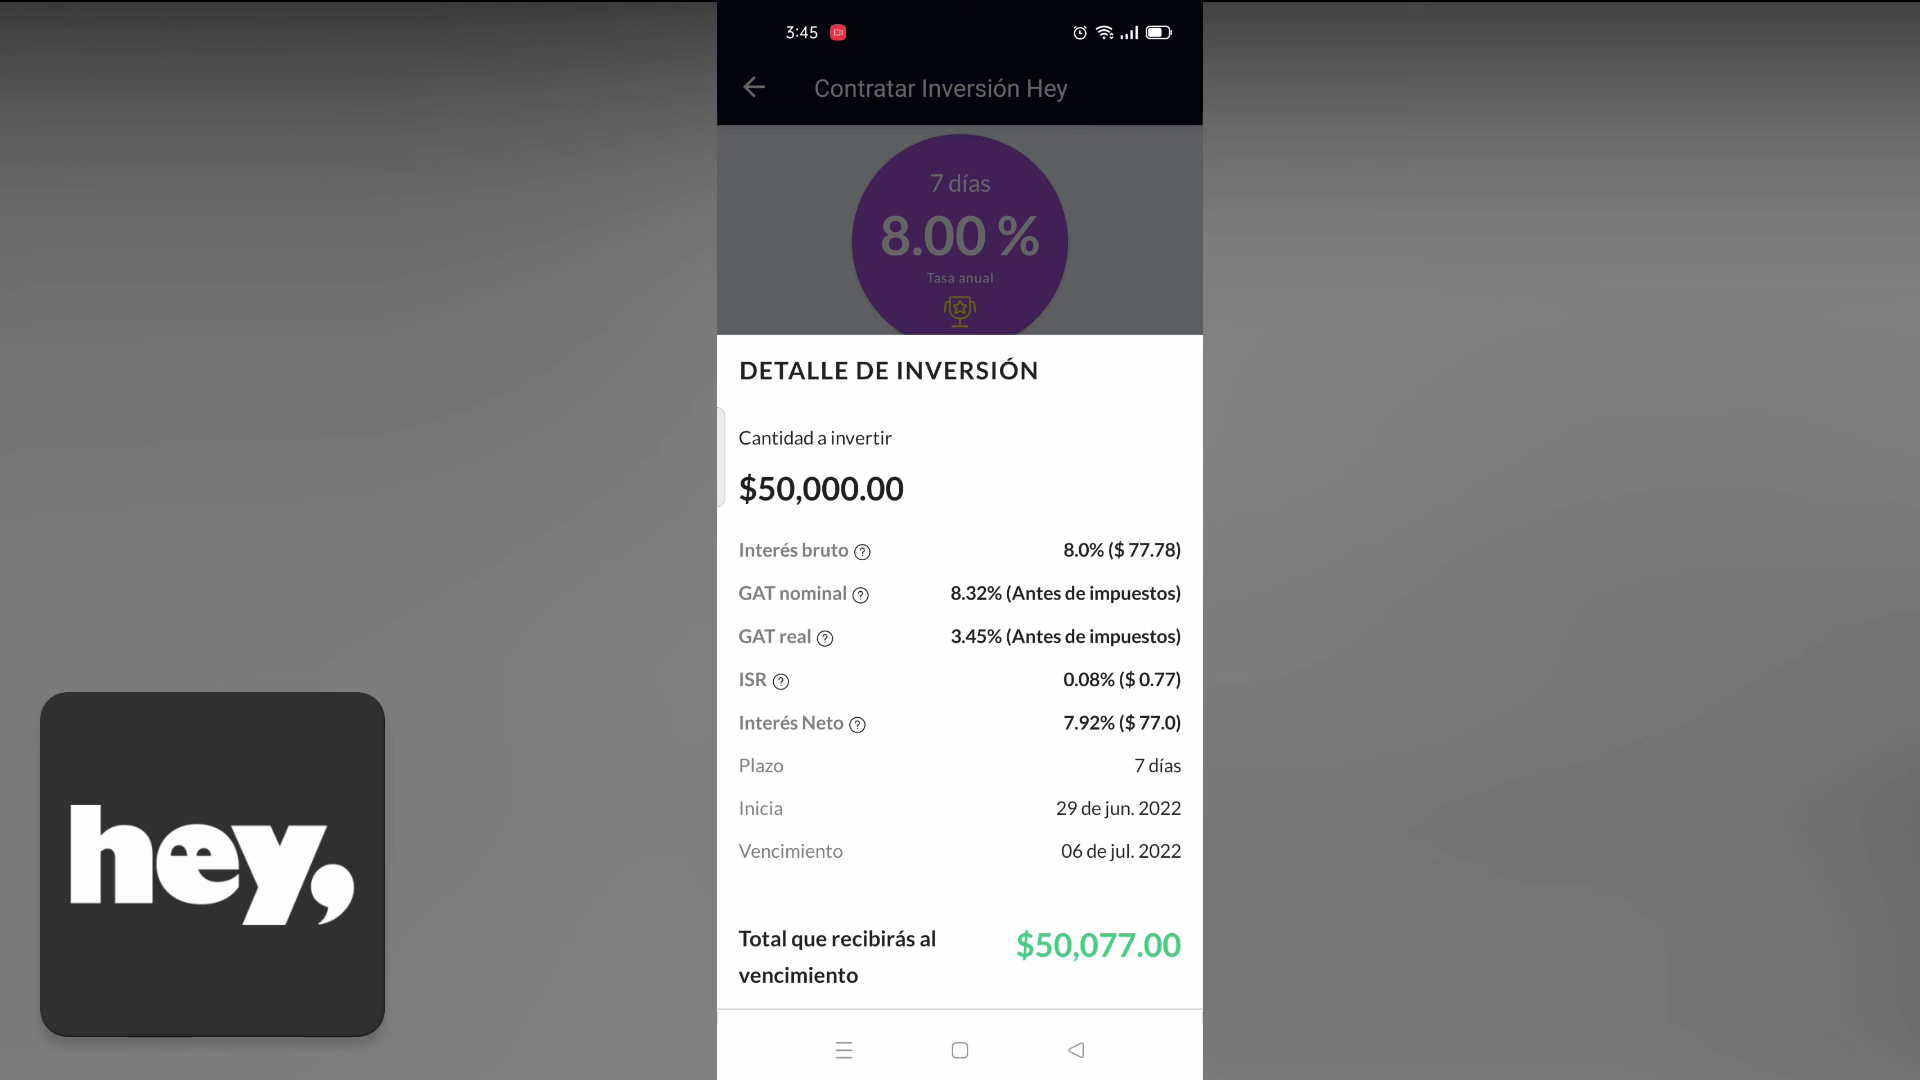 3:45
Contratar Inversión Hey
7 días
8.00 %
Tasa anual
DETALLE DE INVERSIÓN
Cantidad a invertir
$50,000.00
Interés bruto ? 8.0% ($ 77.78)
GAT nominal ? 8.32% (Antes de impuestos)
GAT real ? 3.45% (Antes de impuestos)
ISR ? 0.08% ($ 0.77)
Interés Neto ? 7.92% ($ 77.0)
Plazo 7 días
Inicia 29 de jun. 2022
Vencimiento 06 de jul. 2022
Total que recibirás al $50,077.00
vencimiento
hey,